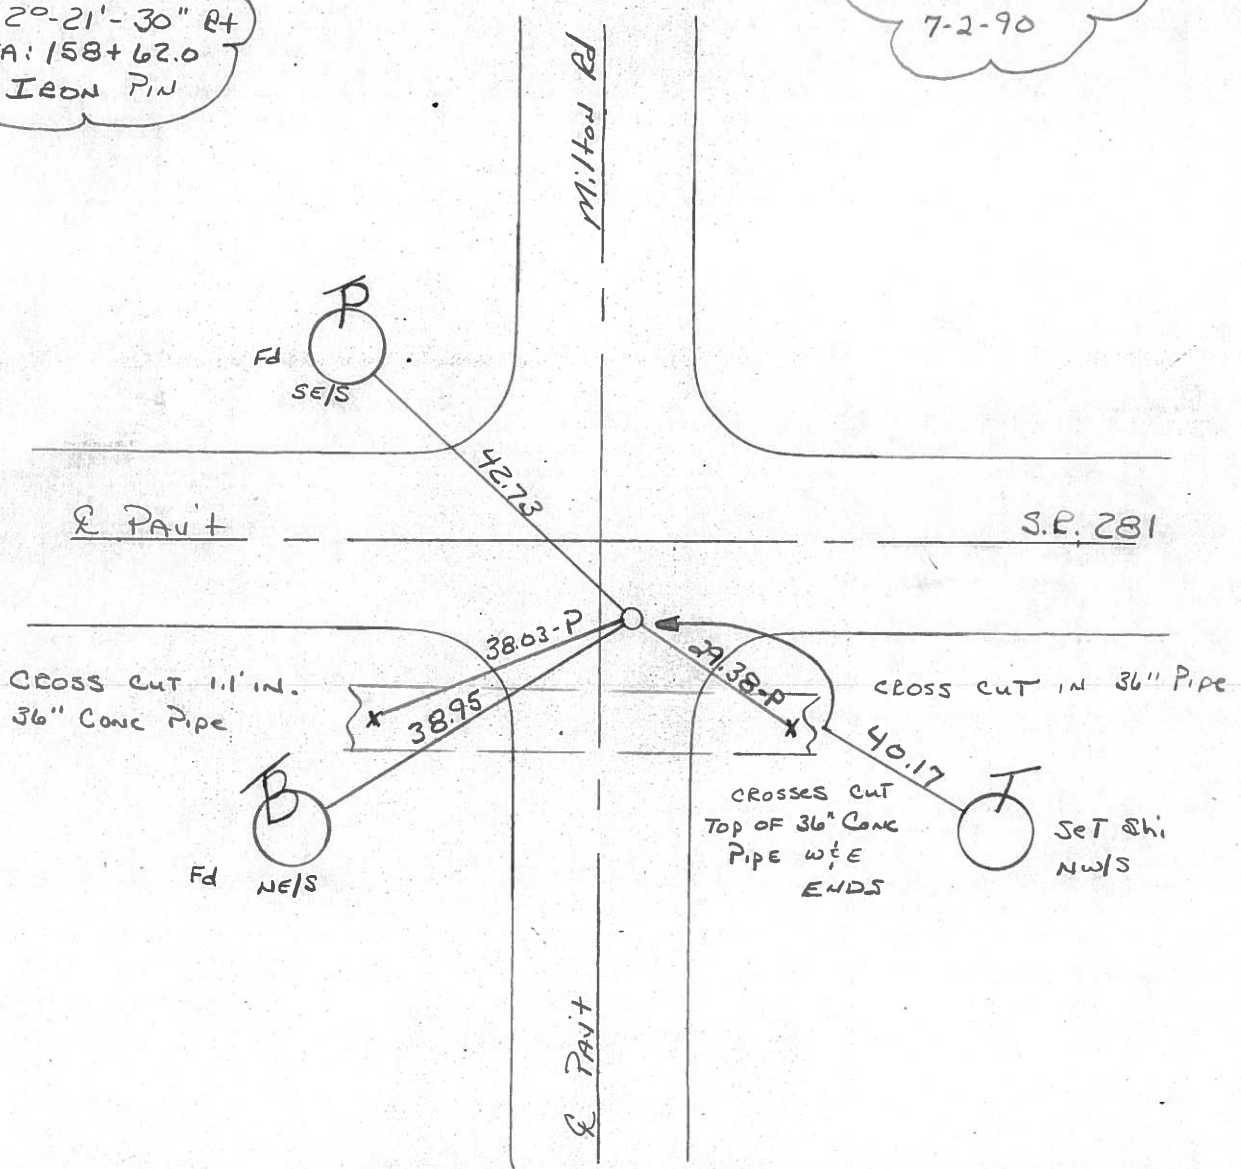 2°-21'-30" Rt
A: 158+62.0
IRON PIN
7-2-90
Milton Rd
P
Fd
SE/S
42.73
℄ PAV't
S.R. 281
38.03-P
38.95
29.38-P
40.17
CROSS CUT 1.1' IN.
36" CONC PIPE
x
x
CROSS CUT IN 36" PIPE
B
Fd NE/S
CROSSES CUT
TOP OF 36" CONC
PIPE W & E
ENDS
T
SET
NW/S
℄ PAV't